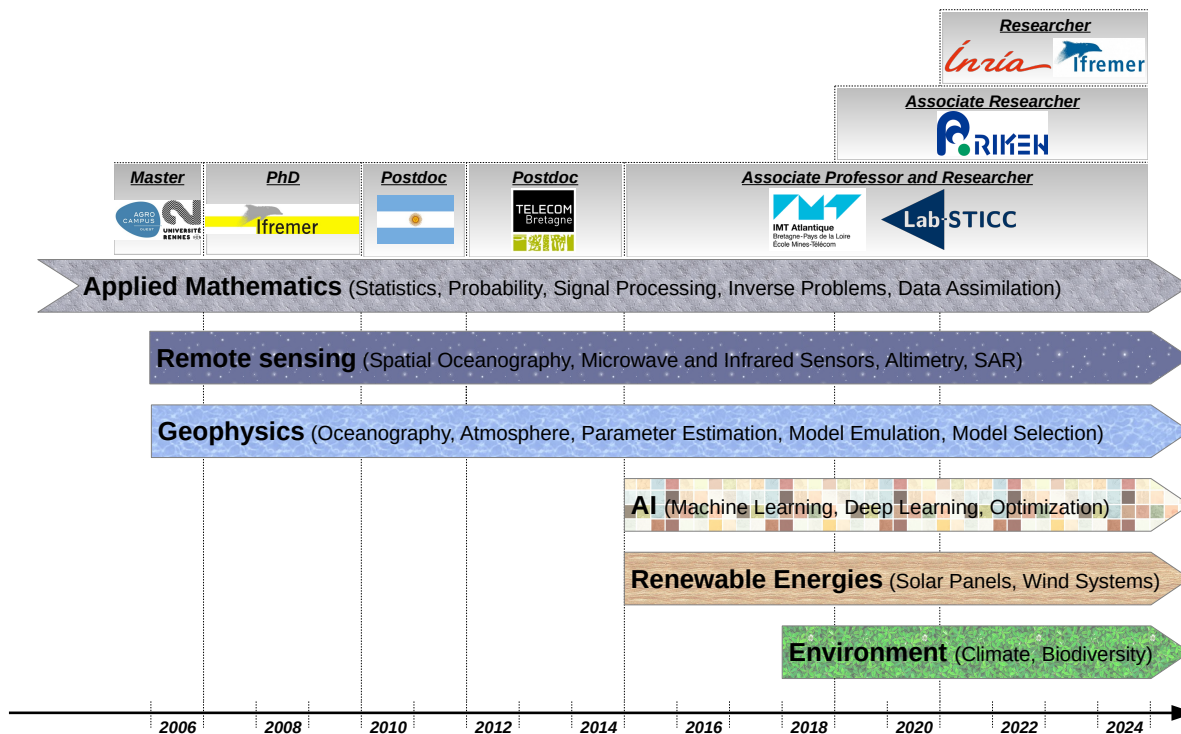 Researcher
Inria Ifremer
Associate Researcher
RIKEN
Master PhD Postdoc Postdoc Associate Professor and Researcher
AGRO
CAMPUS
OUEST
2
UNIVERSITÉ
RENNES
Ifremer
TELECOM
Bretagne
IMT Atlantique
Bretagne-Pays de la Loire
École Mines-Télécom
Lab-STICC
Applied Mathematics (Statistics, Probability, Signal Processing, Inverse Problems, Data Assimilation)
Remote sensing (Spatial Oceanography, Microwave and Infrared Sensors, Altimetry, SAR)
Geophysics (Oceanography, Atmosphere, Parameter Estimation, Model Emulation, Model Selection)
AI (Machine Learning, Deep Learning, Optimization)
Renewable Energies (Solar Panels, Wind Systems)
Environment (Climate, Biodiversity)
2006 2008 2010 2012 2014 2016 2018 2020 2022 2024